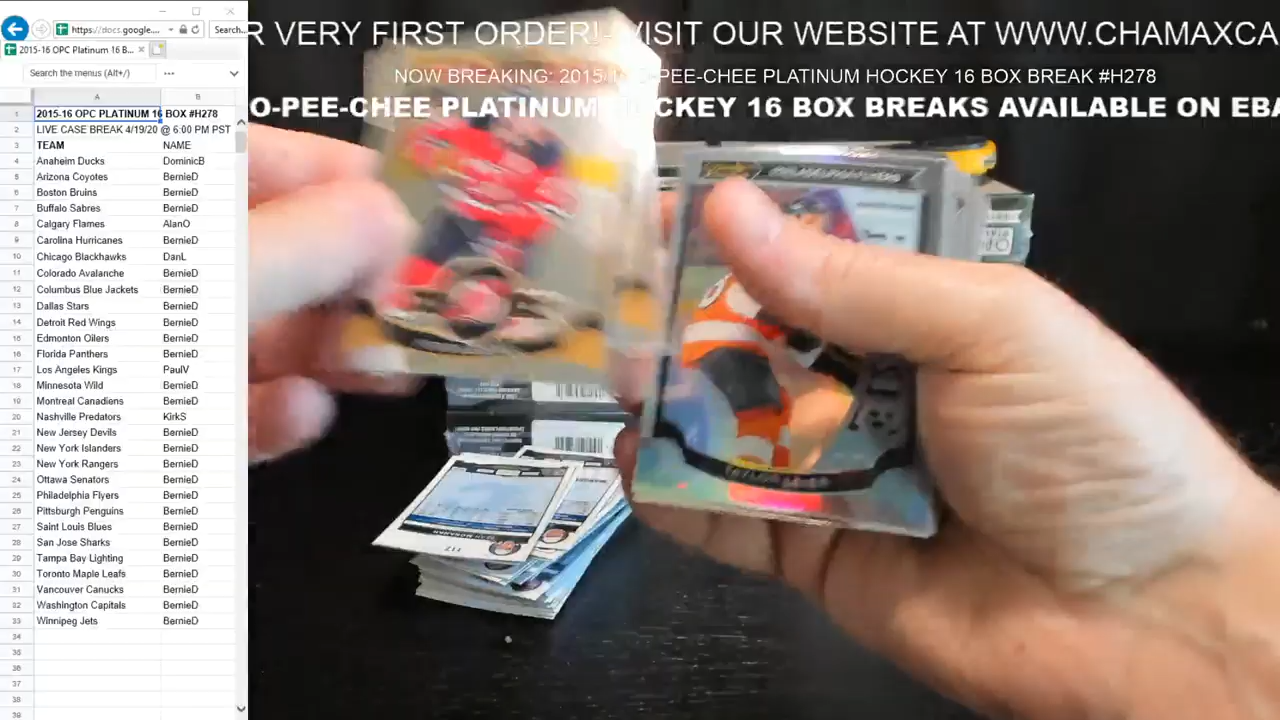 https://docs.google.
Search...
2015-16 OPC Platinum 16 B...
Search the menus (Alt+/)
A B
1 2015-16 OPC PLATINUM 16 BOX #H278
2 LIVE CASE BREAK 4/19/20 @ 6:00 PM PST
3 TEAM NAME
4 Anaheim Ducks DominicB
5 Arizona Coyotes BernieD
6 Boston Bruins BernieD
7 Buffalo Sabres BernieD
8 Calgary Flames AlanO
9 Carolina Hurricanes BernieD
10 Chicago Blackhawks DanL
11 Colorado Avalanche BernieD
12 Columbus Blue Jackets BernieD
13 Dallas Stars BernieD
14 Detroit Red Wings BernieD
15 Edmonton Oilers BernieD
16 Florida Panthers BernieD
17 Los Angeles Kings PaulV
18 Minnesota Wild BernieD
19 Montreal Canadiens BernieD
20 Nashville Predators KirkS
21 New Jersey Devils BernieD
22 New York Islanders BernieD
23 New York Rangers BernieD
24 Ottawa Senators BernieD
25 Philadelphia Flyers BernieD
26 Pittsburgh Penguins BernieD
27 Saint Louis Blues BernieD
28 San Jose Sharks BernieD
29 Tampa Bay Lighting BernieD
30 Toronto Maple Leafs BernieD
31 Vancouver Canucks BernieD
32 Washington Capitals BernieD
33 Winnipeg Jets BernieD
34
35
36
37
38
39
R VERY FIRST ORDER! - VISIT OUR WEBSITE AT WWW.CHAMAXCA
NOW BREAKING: 2015 -PEE-CHEE PLATINUM HOCKEY 16 BOX BREAK #H278
O-PEE-CHEE PLATINUM CKEY 16 BOX BREAKS AVAILABLE ON EBA
117